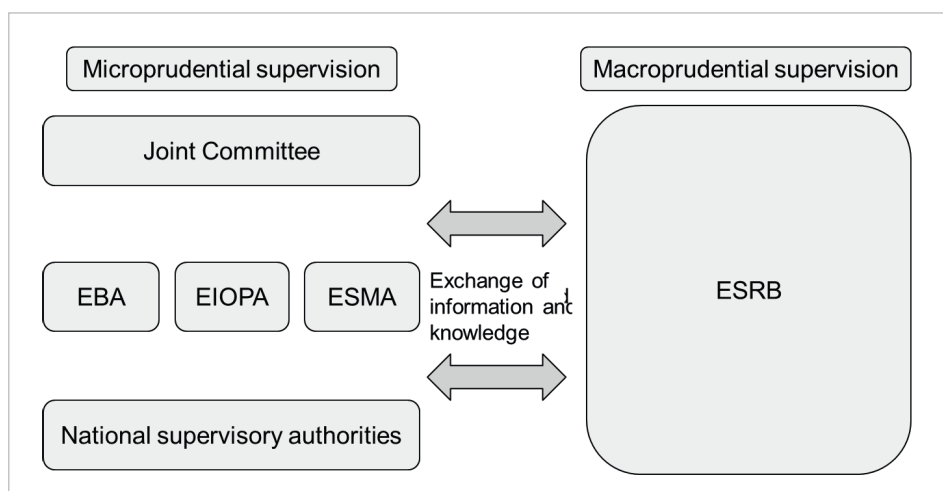 Microprudential supervision
Macroprudential supervision
Joint Committee
EBA
EIOPA
ESMA
Exchange of
information and
knowledge
ESRB
National supervisory authorities